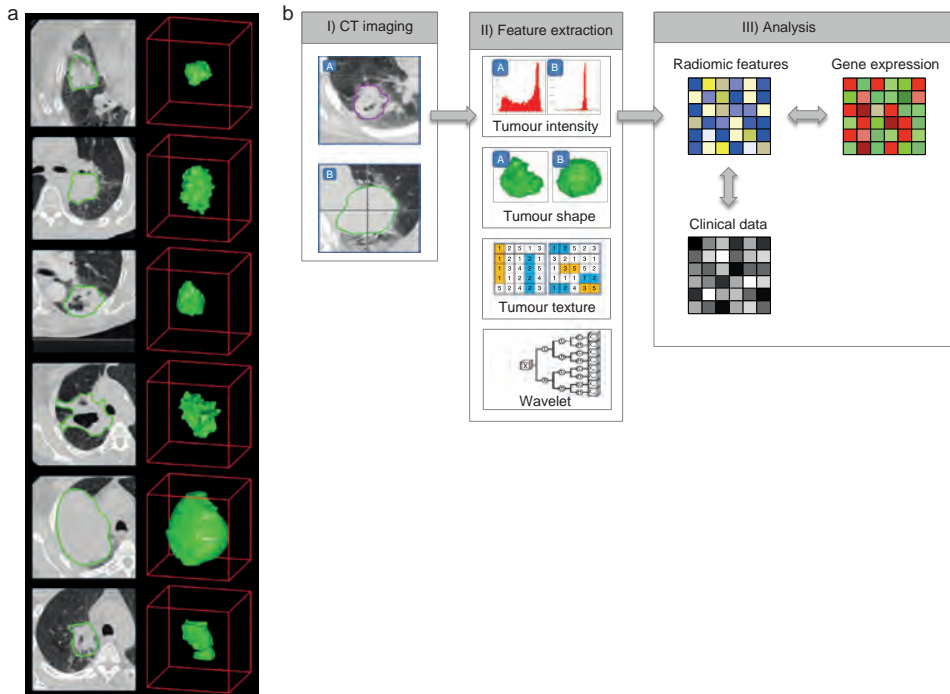 a
b
I) CT imaging
A
B
II) Feature extraction
A B
Tumour intensity
A B
Tumour shape
1 2 5 1 3 1 2 5 2 3
1 2 1 2 1 3 2 1 3 1
1 3 4 2 5 1 3 5 5 2
1 1 2 2 4 1 1 1 1 2
5 2 4 2 3 1 2 4 3 5
Tumour texture
X
Wavelet
III) Analysis
Radiomic features Gene expression
Clinical data